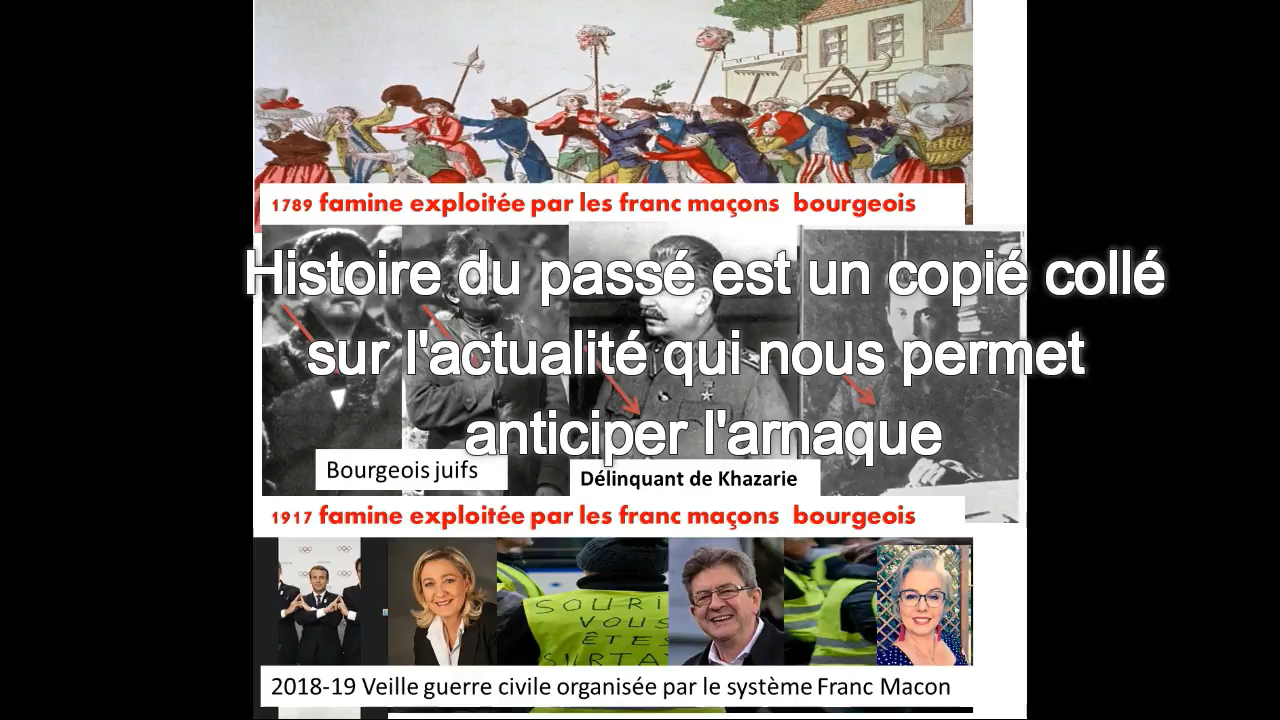 1789 famine exploitée par les franc maçons bourgeois
Histoire du passé est un copié collé
sur l'actualité qui nous permet
anticiper l'arnaque
Bourgeois juifs
Délinquant de Khazarie
1917 famine exploitée par les franc maçons bourgeois
SOURI
VOUS
ÊTES
SURTA
2018-19 Veille guerre civile organisée par le système Franc Macon